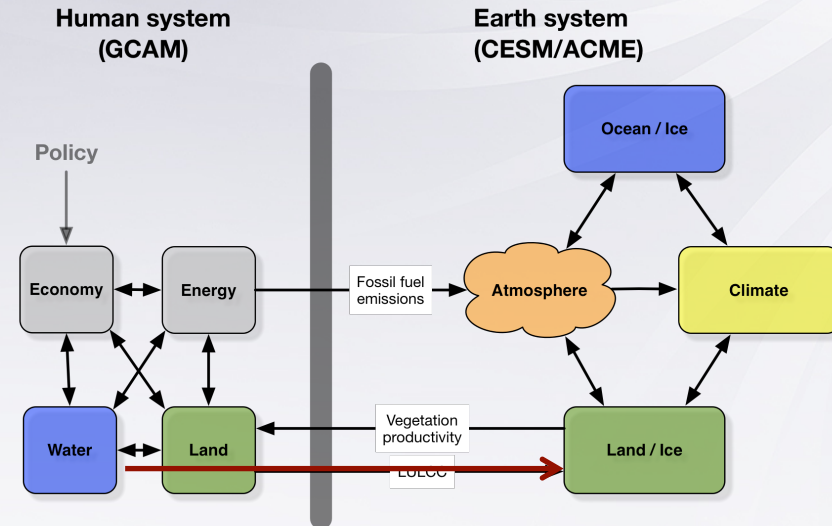 Human system
(GCAM)
Earth system
(CESM/ACME)
Ocean / Ice
Policy
Economy
Energy
Fossil fuel
emissions
Atmosphere
Climate
Vegetation
productivity
Water
Land
Land / Ice
LULCC